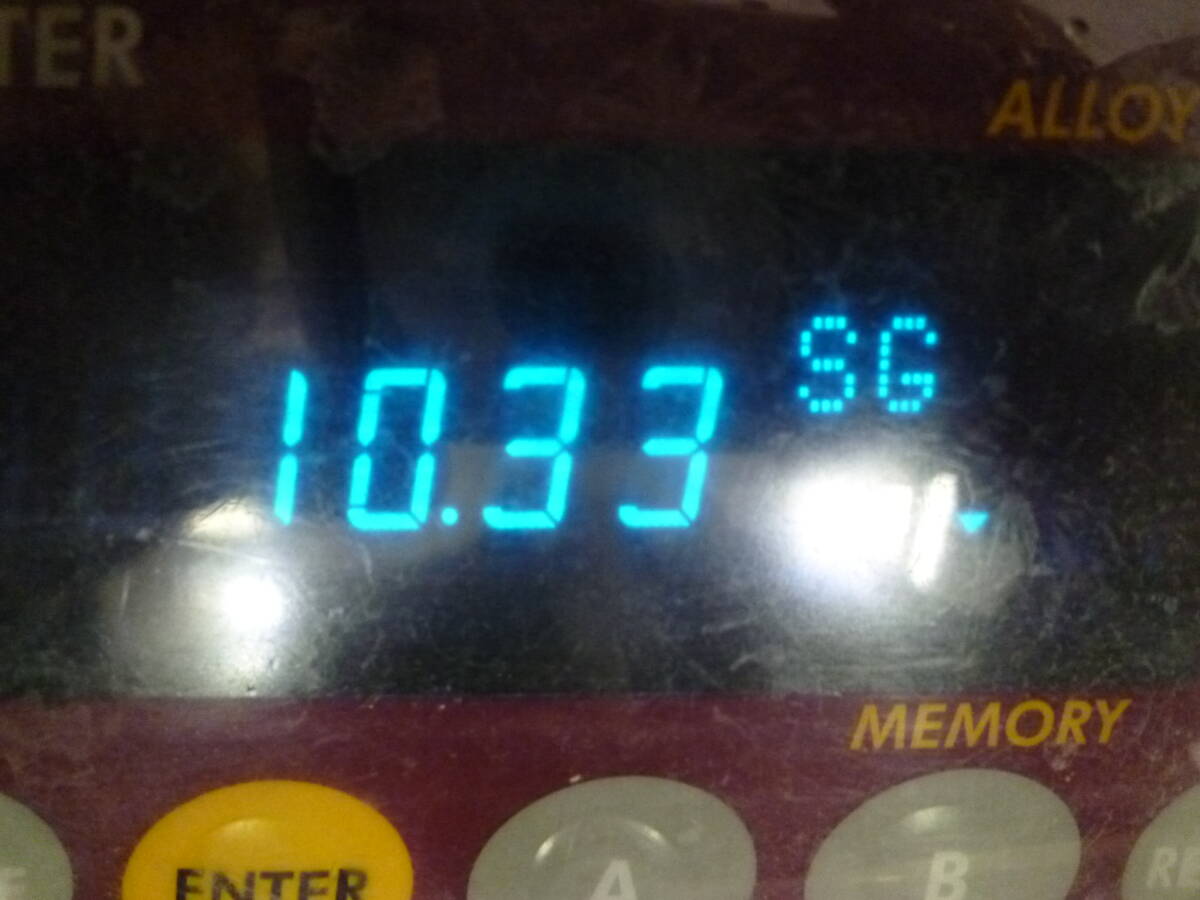 TER
ALLOY
SG
10.33
MEMORY
ENTER A B